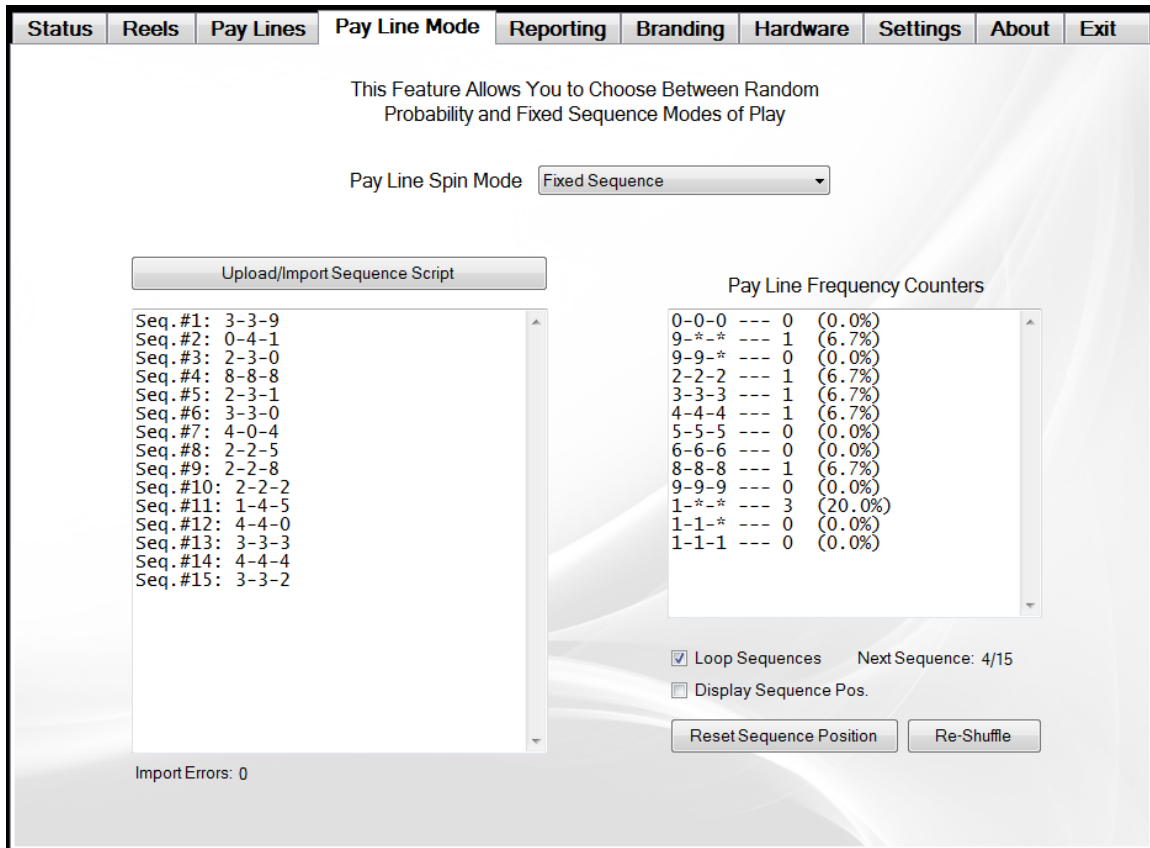 Status Reels Pay Lines Pay Line Mode Reporting Branding Hardware Settings About Exit
This Feature Allows You to Choose Between Random
Probability and Fixed Sequence Modes of Play
Pay Line Spin Mode Fixed Sequence
Upload/Import Sequence Script
Seq.#1: 3-3-9
Seq.#2: 0-4-1
Seq.#3: 2-3-0
Seq.#4: 8-8-8
Seq.#5: 2-3-1
Seq.#6: 3-3-0
Seq.#7: 4-0-4
Seq.#8: 2-2-5
Seq.#9: 2-2-8
Seq.#10: 2-2-2
Seq.#11: 1-4-5
Seq.#12: 4-4-0
Seq.#13: 3-3-3
Seq.#14: 4-4-4
Seq.#15: 3-3-2
Import Errors: 0
Pay Line Frequency Counters
0-0-0 --- 0 (0.0%)
9-*-* --- 1 (6.7%)
9-9-* --- 0 (0.0%)
2-2-2 --- 1 (6.7%)
3-3-3 --- 1 (6.7%)
4-4-4 --- 1 (6.7%)
5-5-5 --- 0 (0.0%)
6-6-6 --- 0 (0.0%)
8-8-8 --- 1 (6.7%)
9-9-9 --- 0 (0.0%)
1-*-* --- 3 (20.0%)
1-1-* --- 0 (0.0%)
1-1-1 --- 0 (0.0%)
Loop Sequences Next Sequence: 4/15
Display Sequence Pos.
Reset Sequence Position Re-Shuffle